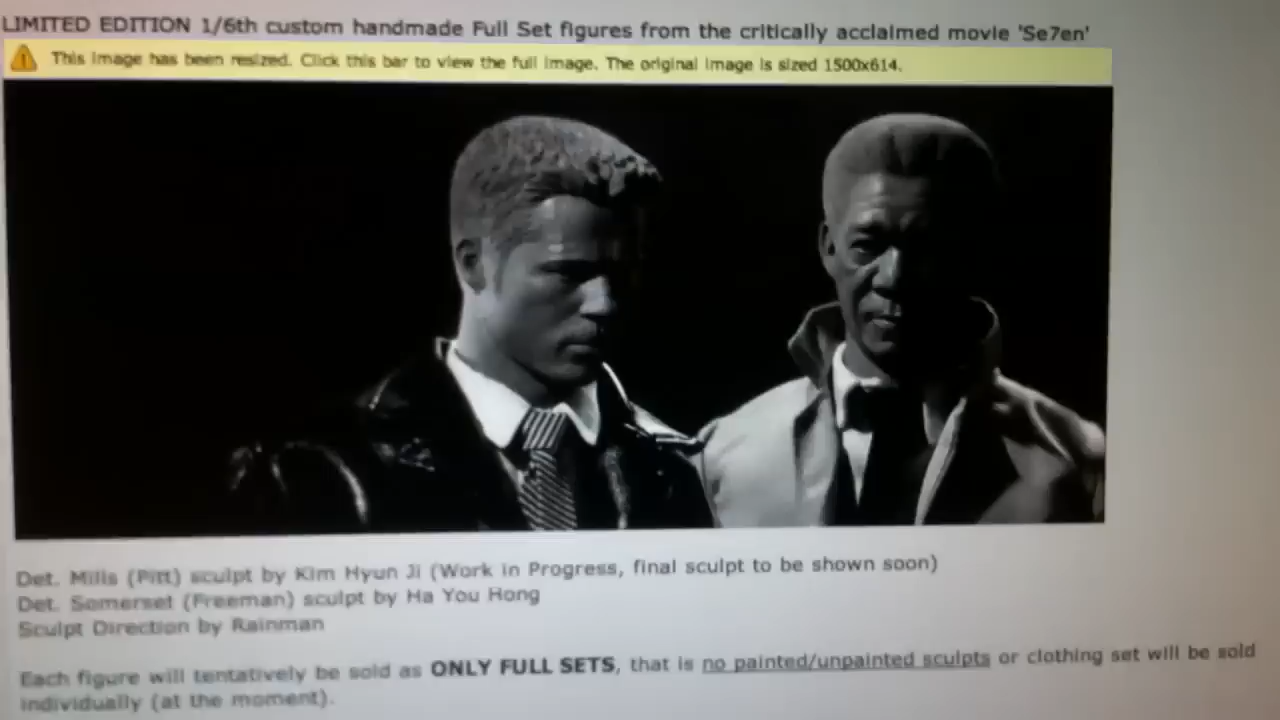 LIMITED EDITION 1/6th custom handmade Full Set figures from the critically acclaimed movie 'Se7en'
This image has been resized. Click this bar to view the full image. The original image is sized 1500x614.
Det. Mills (Pitt) sculpt by Kim Hyun Ji (Work in Progress, final sculpt to be shown soon)
Det. Somerset (Freeman) sculpt by Ha You Hong
Sculpt Direction by Rainman
Each figure will tentatively be sold as ONLY FULL SETS, that is no painted/unpainted sculpts or clothing set will be sold
individually (at the moment).